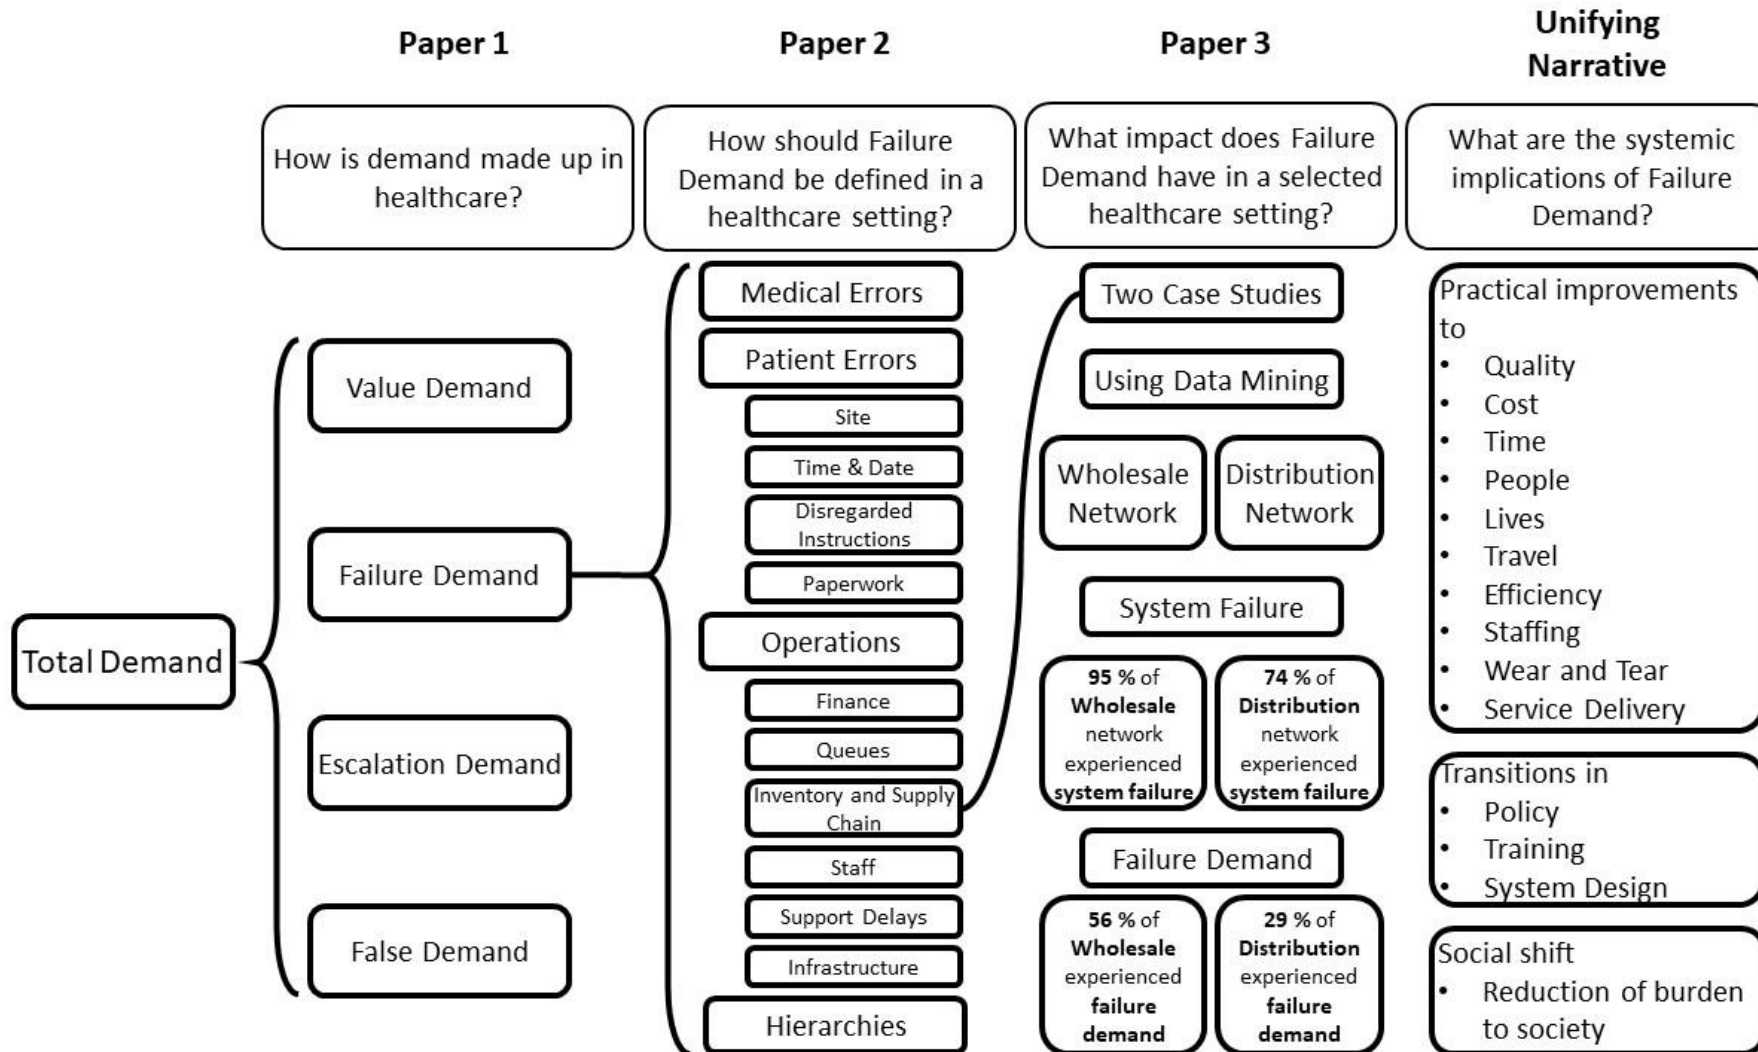 Paper 1
Paper 2
Paper 3
Unifying
Narrative
How is demand made up in
healthcare?
How should Failure
Demand be defined in a
healthcare setting?
What impact does Failure
Demand have in a selected
healthcare setting?
What are the systemic
implications of Failure
Demand?
Total Demand
Value Demand
Failure Demand
Escalation Demand
False Demand
Medical Errors
Patient Errors
Site
Time & Date
Disregarded
Instructions
Paperwork
Operations
Finance
Queues
Inventory and Supply
Chain
Staff
Support Delays
Infrastructure
Hierarchies
Two Case Studies
Using Data Mining
Wholesale
Network
Distribution
Network
System Failure
95 % of
Wholesale
network
experienced
system failure
74 % of
Distribution
network
experienced
system failure
Failure Demand
56 % of
Wholesale
experienced
failure
demand
29 % of
Distribution
experienced
failure
demand
Practical improvements
to
• Quality
• Cost
• Time
• People
• Lives
• Travel
• Efficiency
• Staffing
• Wear and Tear
• Service Delivery
Transitions in
• Policy
• Training
• System Design
Social shift
• Reduction of burden
to society